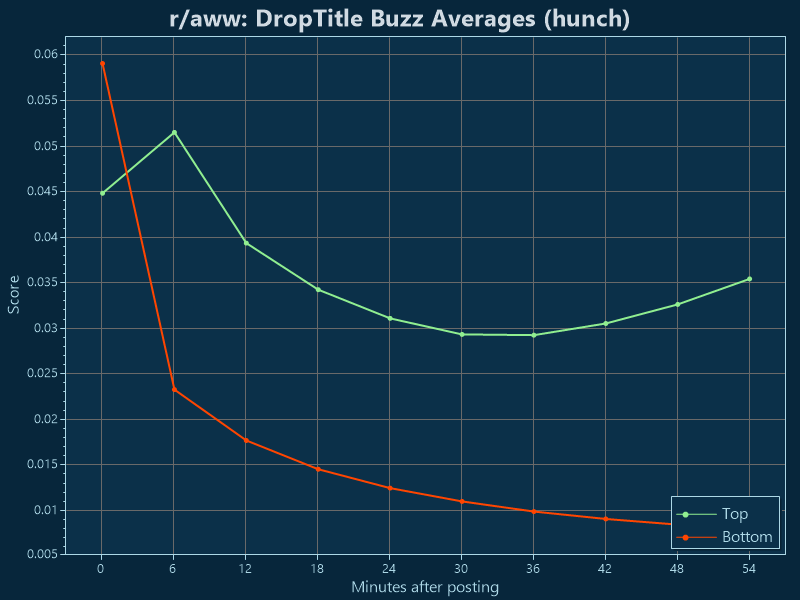 r/aww: DropTitle Buzz Averages (hunch)
0.06
0.055
0.05
0.045
0.04
0.035
0.03
0.025
0.02
0.015
0.01
0.005
Score
Top
Bottom
0 6 12 18 24 30 36 42 48 54
Minutes after posting